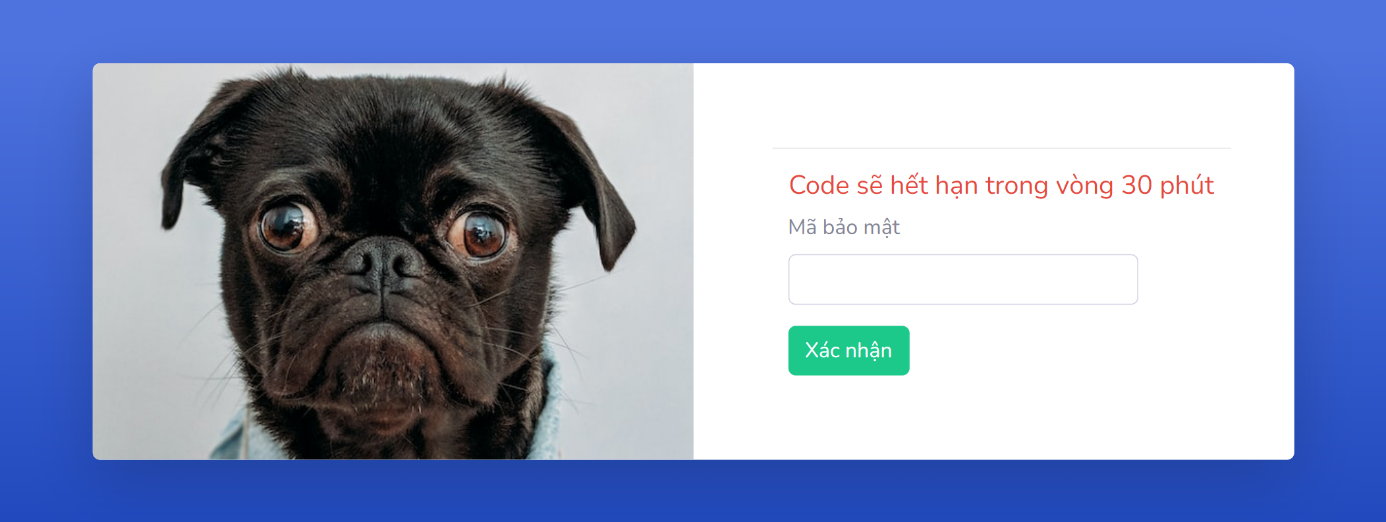 Code sẽ hết hạn trong vòng 30 phút
Mã bảo mật
Xác nhận